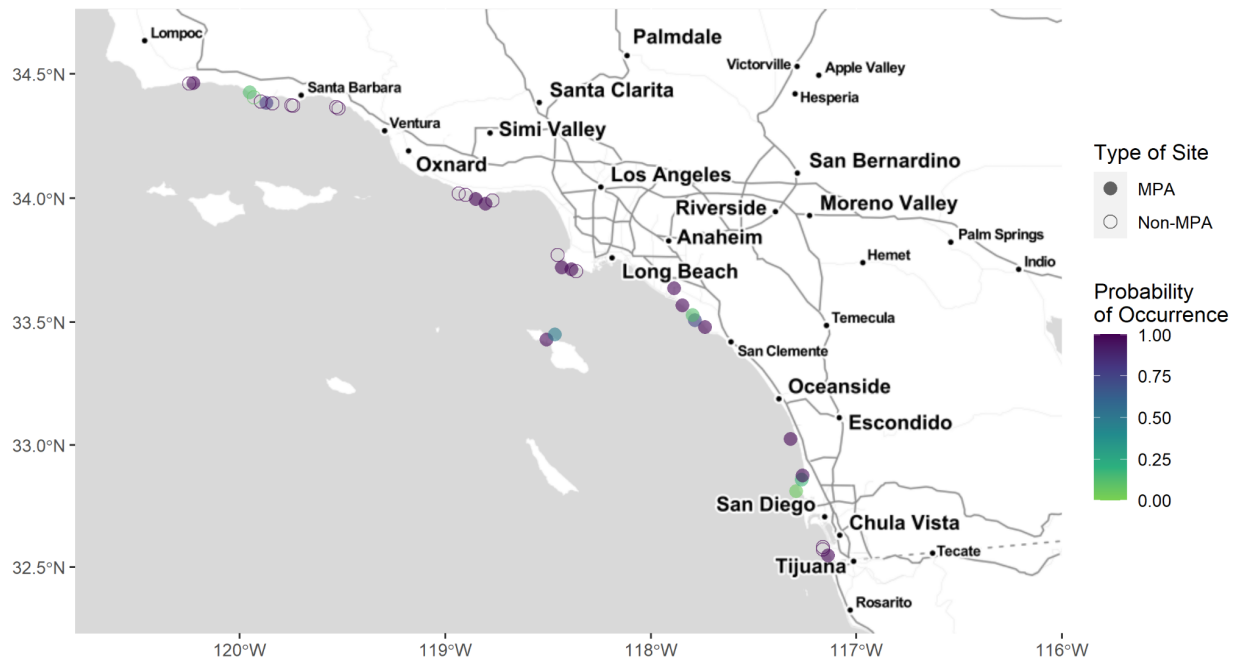 Lompoc
Palmdale
Victorville
Apple Valley
34.5°N
Santa Barbara
Santa Clarita
Hesperia
Ventura
Simi Valley
Oxnard
San Bernardino
Los Angeles
34.0°N
Riverside
Moreno Valley
Anaheim
Palm Springs
Hemet
Indio
Long Beach
33.5°N
Temecula
San Clemente
Oceanside
Escondido
33.0°N
San Diego
Chula Vista
Tecate
Tijuana
32.5°N
Rosarito
120°W
119°W
118°W
117°W
116°W
Type of Site
MPA
Non-MPA
Probability
of Occurrence
1.00
0.75
0.50
0.25
0.00